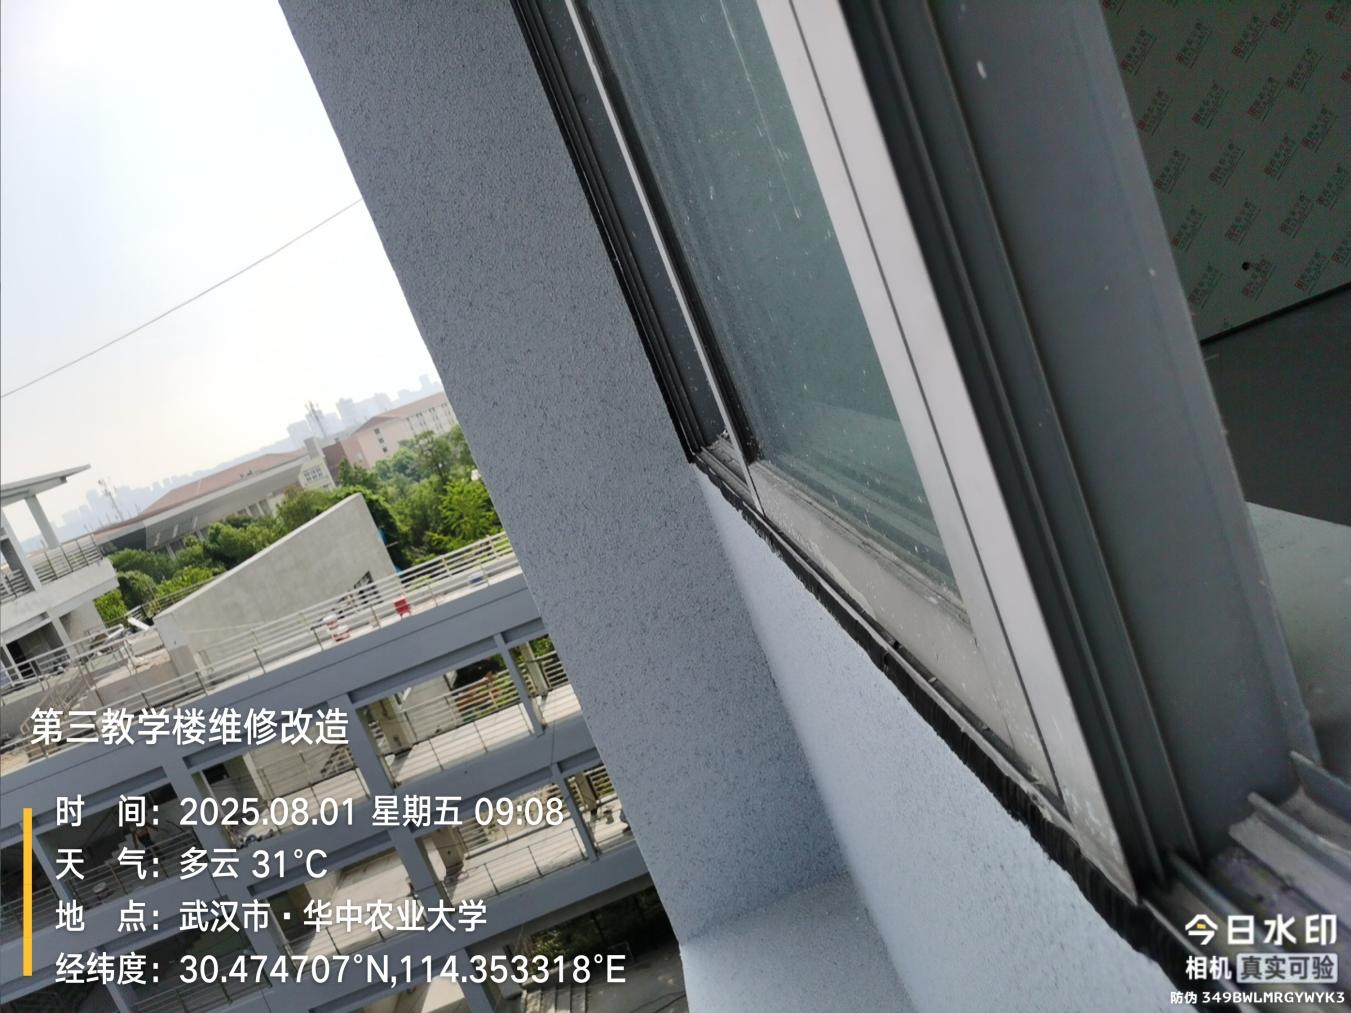 第三教学楼维修改造
时 间：2025.08.01 星期五 09:08
天 气：多云 31°C
地 点：武汉市·华中农业大学
经纬度：30.474707°N,114.353318°E
今日水印
相机 真实可验
防伪 349BWLMRGYWYK3